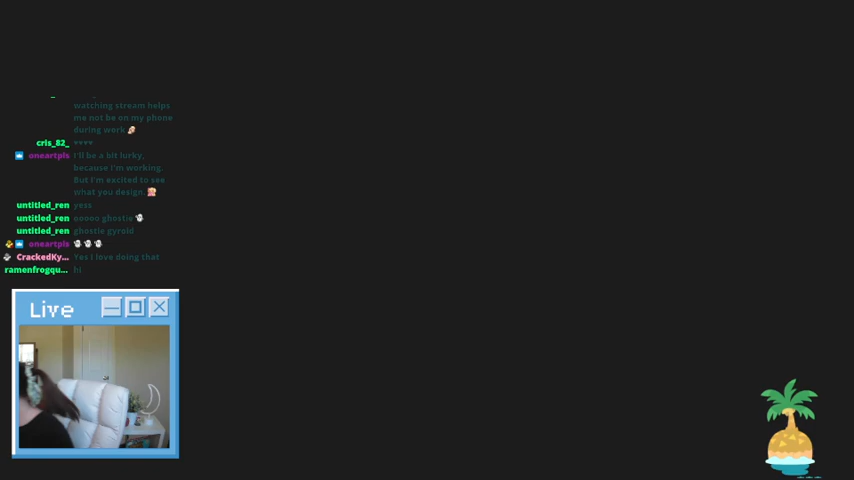 watching stream helps
me not be on my phone
during work
cris_82_ ♥♥♥♥
oneartpls I'll be a bit lurky,
because I'm working.
But I'm excited to see
what you design.
untitled_ren yess
untitled_ren ooooo ghostie 👻
untitled_ren ghostie gyroid
oneartpls 👻👻👻
CrackedKy... Yes I love doing that
ramenfrogqu... hi
Live